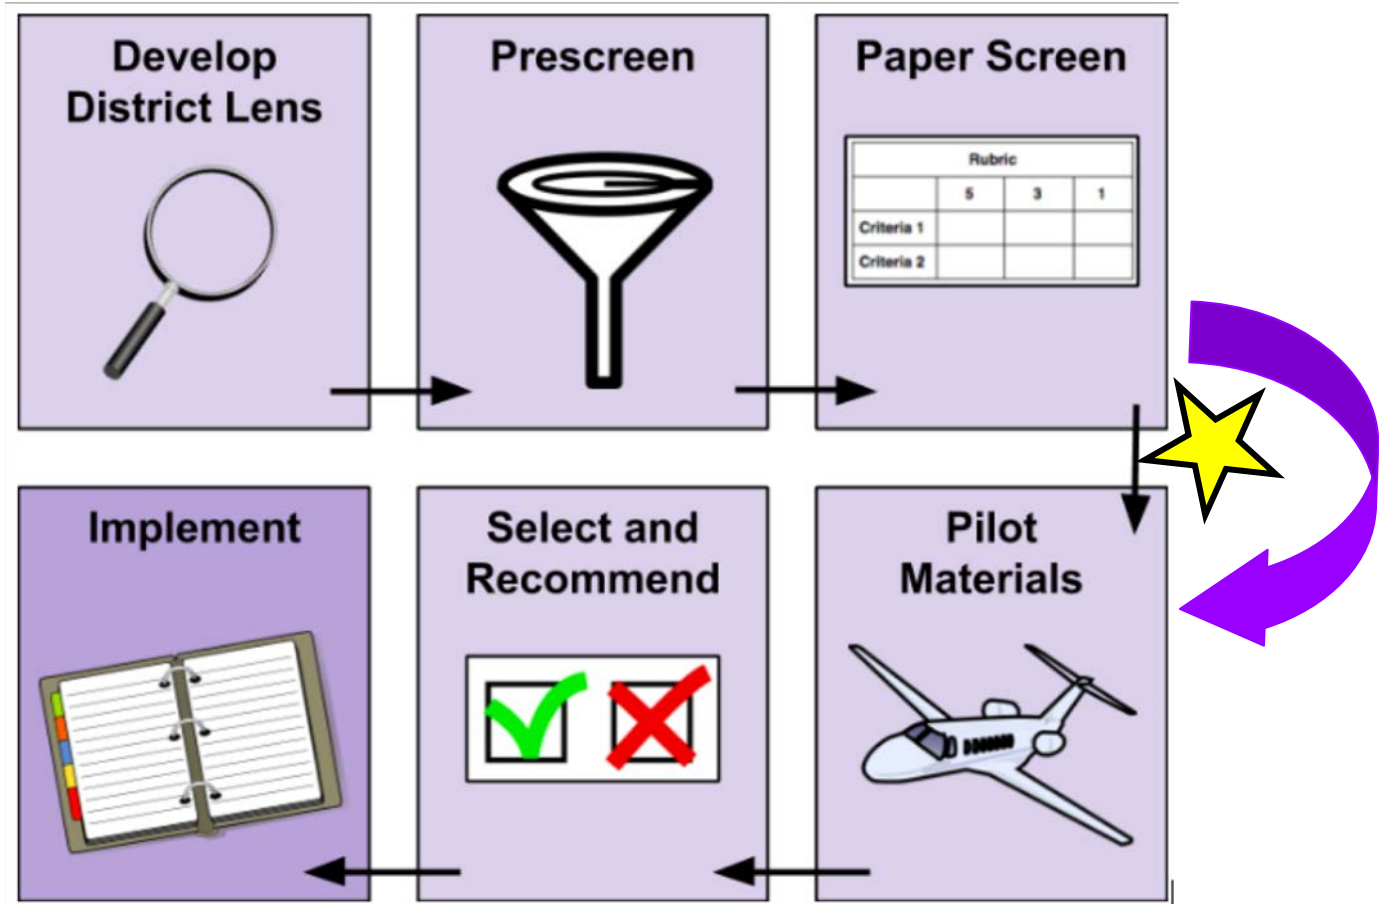 Develop
District Lens
Prescreen
Paper Screen
Rubric
5 3 1
Criteria 1
Criteria 2
Implement
Select and
Recommend
Pilot
Materials